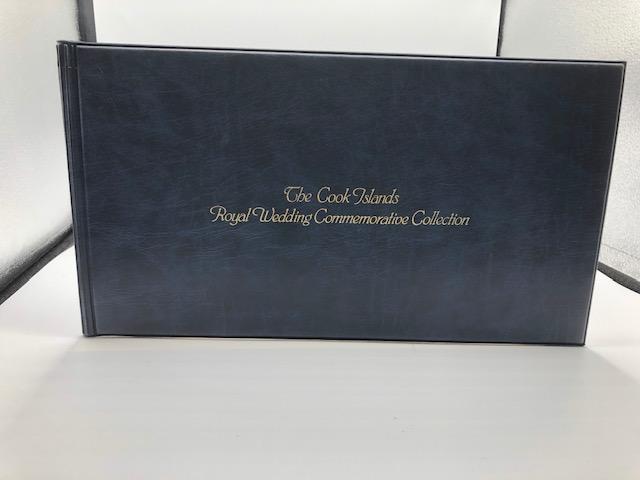 The Cook Islands
Royal Wedding Commemorative Collection